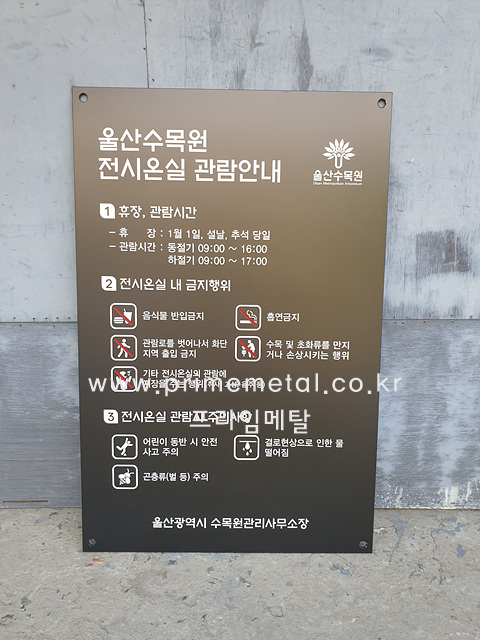 울산수목원
전시온실 관람안내
울산수목원
Ulsan Metropolitan Arboretum
1 휴장, 관람시간
– 휴 장 : 1월 1일, 설날, 추석 당일
– 관람시간 : 동절기 09:00 ~ 16:00
하절기 09:00 ~ 17:00
2 전시온실 내 금지행위
음식물 반입금지
흡연금지
관람로를 벗어나서 화단
지역 출입 금지
수목 및 초화류를 만지
거나 손상시키는 행위
기타 전시온실의 관람에
www.primemetal.co.kr
프라임메탈
3 전시온실 관람시 주의사항
어린이 동반 시 안전
사고 주의
결로현상으로 인한 물
떨어짐
곤충류(벌 등) 주의
울산광역시 수목원관리사무소장